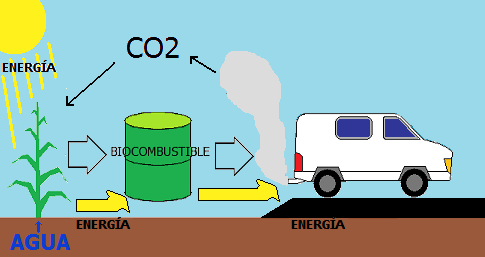 CO2
ENERGÍA
BIOCOMBUSTIBLE
ENERGÍA
ENERGÍA
AGUA